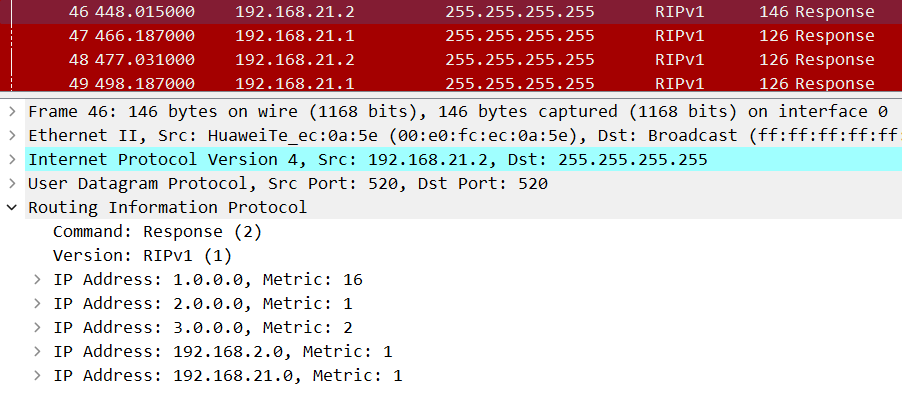 46 448.015000 192.168.21.2 255.255.255.255 RIPv1 146 Response
47 466.187000 192.168.21.1 255.255.255.255 RIPv1 126 Response
48 477.031000 192.168.21.2 255.255.255.255 RIPv1 126 Response
49 498.187000 192.168.21.1 255.255.255.255 RIPv1 126 Response
Frame 46: 146 bytes on wire (1168 bits), 146 bytes captured (1168 bits) on interface 0
Ethernet II, Src: HuaweiTe_ec:0a:5e (00:e0:fc:ec:0a:5e), Dst: Broadcast (ff:ff:ff:ff:ff
Internet Protocol Version 4, Src: 192.168.21.2, Dst: 255.255.255.255
User Datagram Protocol, Src Port: 520, Dst Port: 520
Routing Information Protocol
Command: Response (2)
Version: RIPv1 (1)
IP Address: 1.0.0.0, Metric: 16
IP Address: 2.0.0.0, Metric: 1
IP Address: 3.0.0.0, Metric: 2
IP Address: 192.168.2.0, Metric: 1
IP Address: 192.168.21.0, Metric: 1